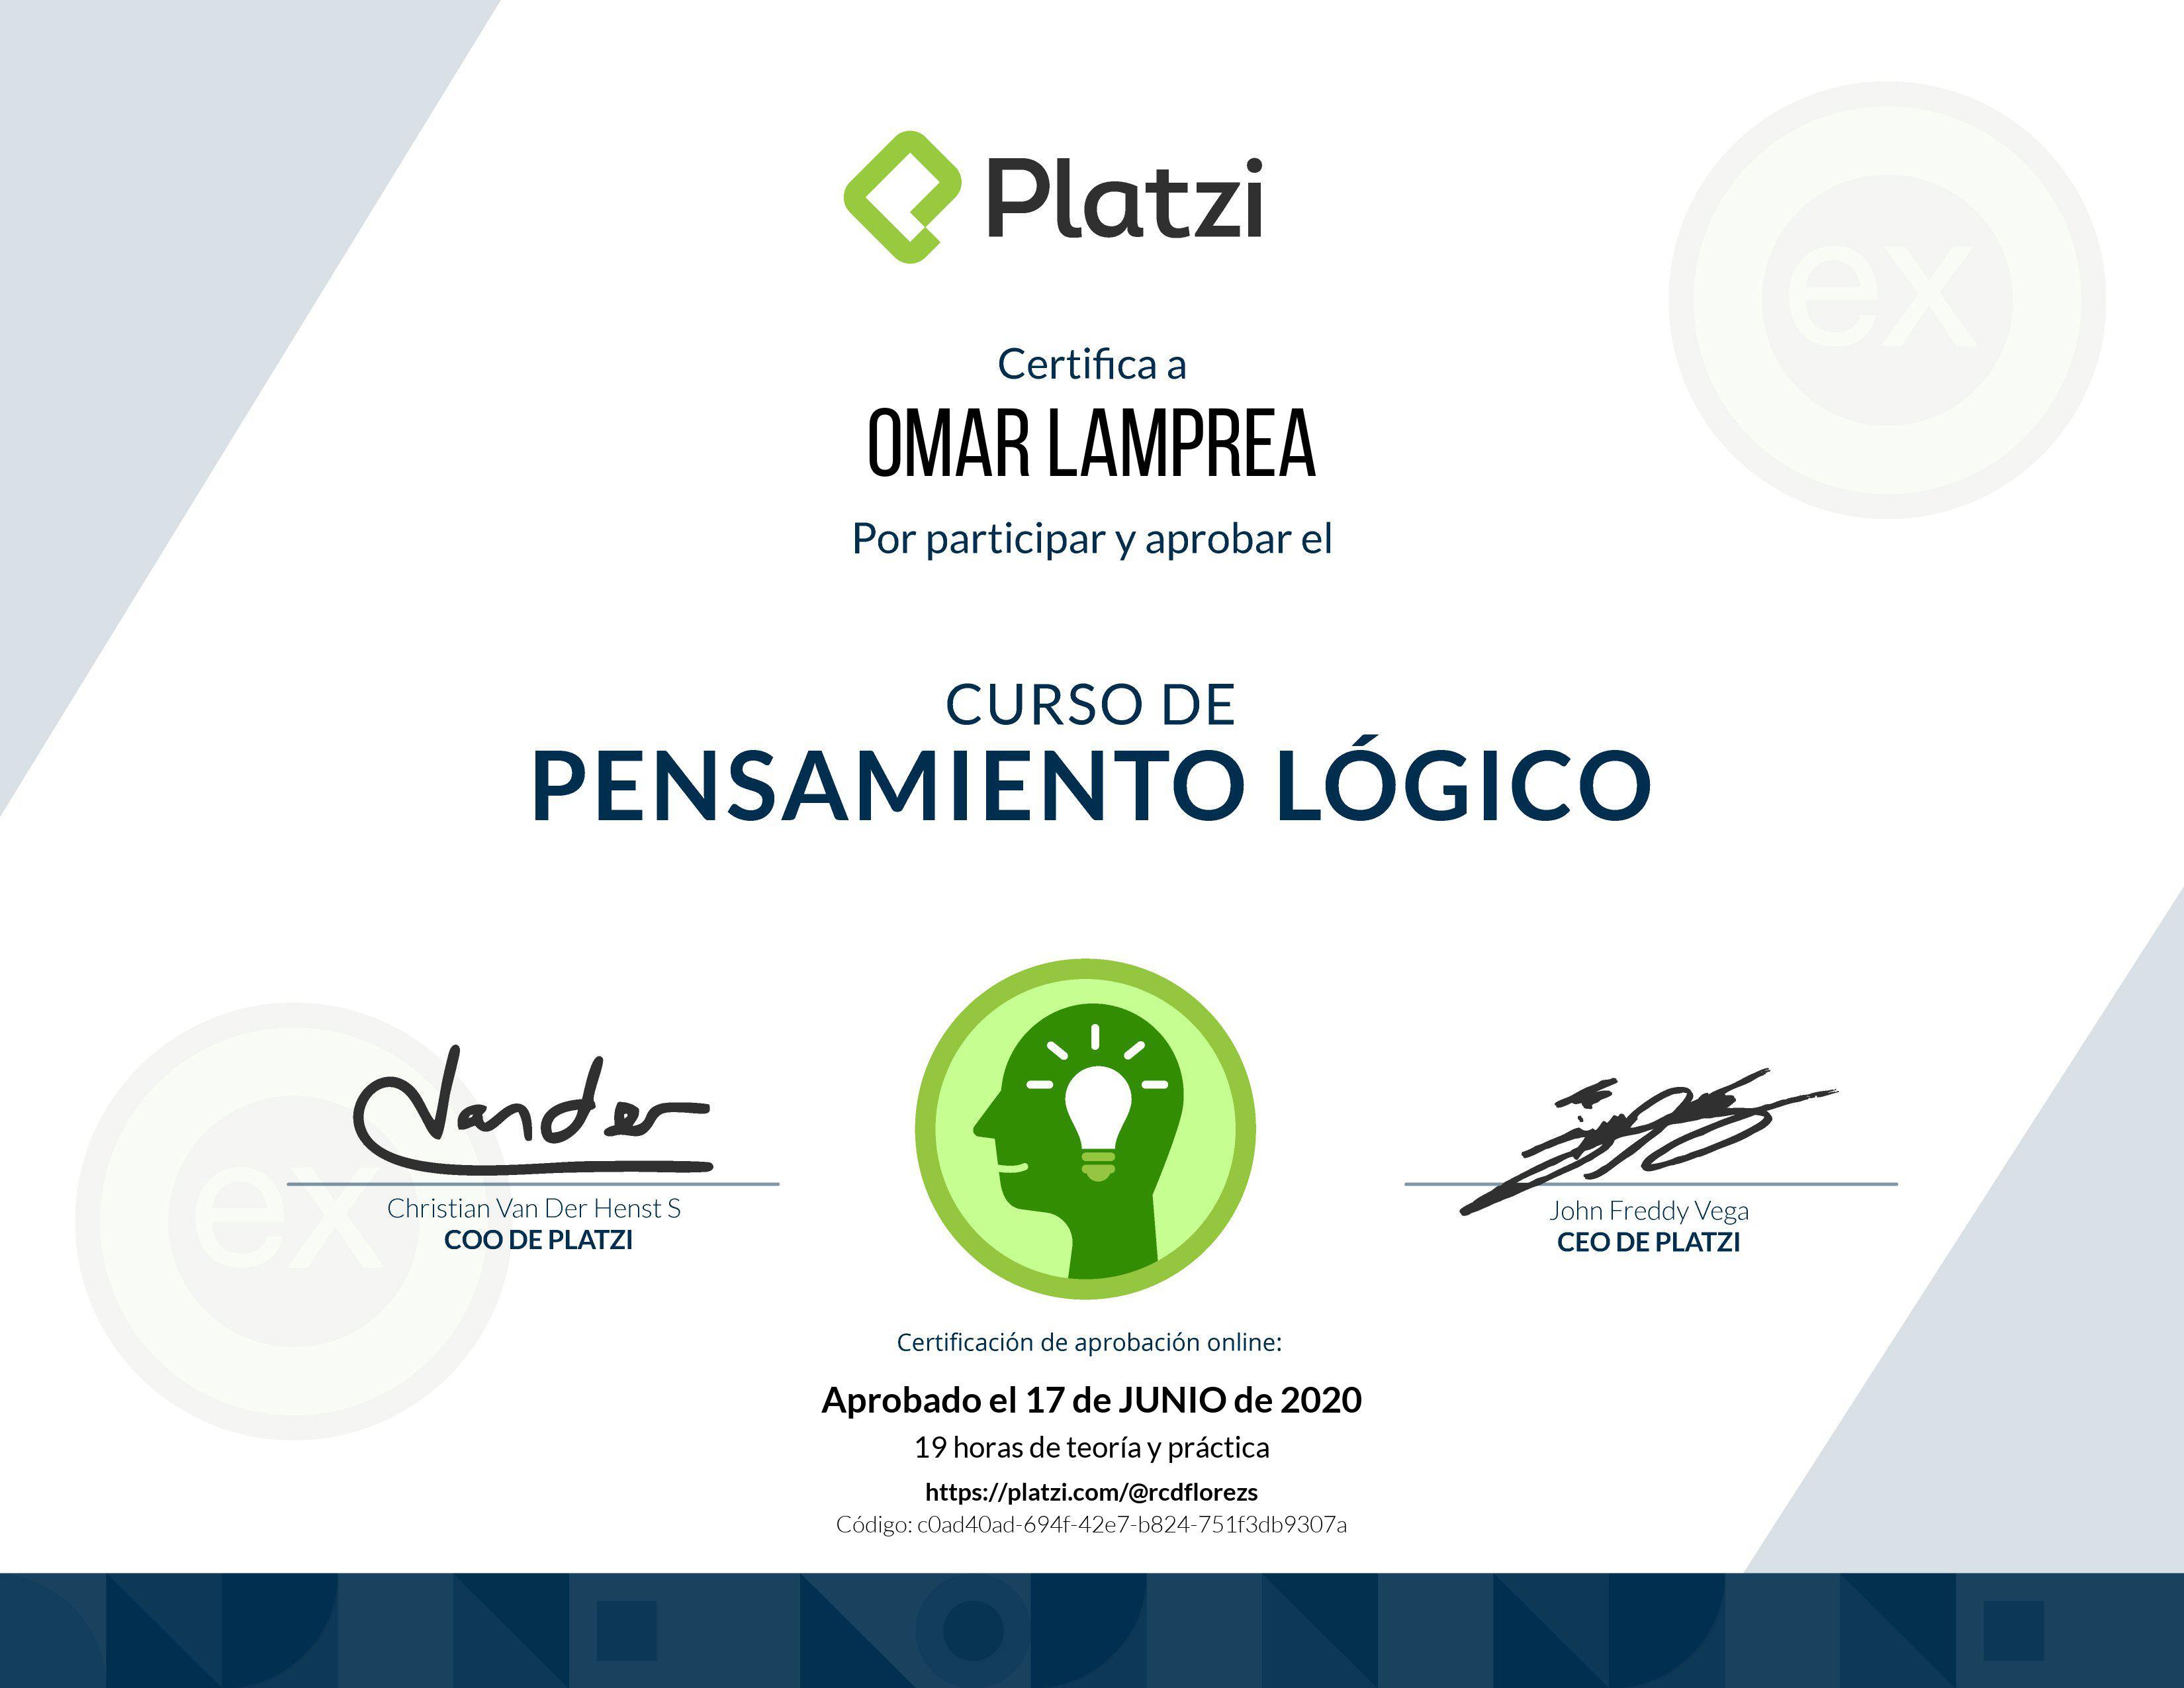 Platzi
ex
Certifica a
OMAR LAMPREA
Por participar y aprobar el
CURSO DE
PENSAMIENTO LÓGICO
Vander
ex
Christian Van Der Henst S
COO DE PLATZI
John Freddy Vega
CEO DE PLATZI
Certificación de aprobación online:
Aprobado el 17 de JUNIO de 2020
19 horas de teoría y práctica
https://platzi.com/@rcdflorezs
Código: c0ad40ad-694f-42e7-b824-751f3db9307a